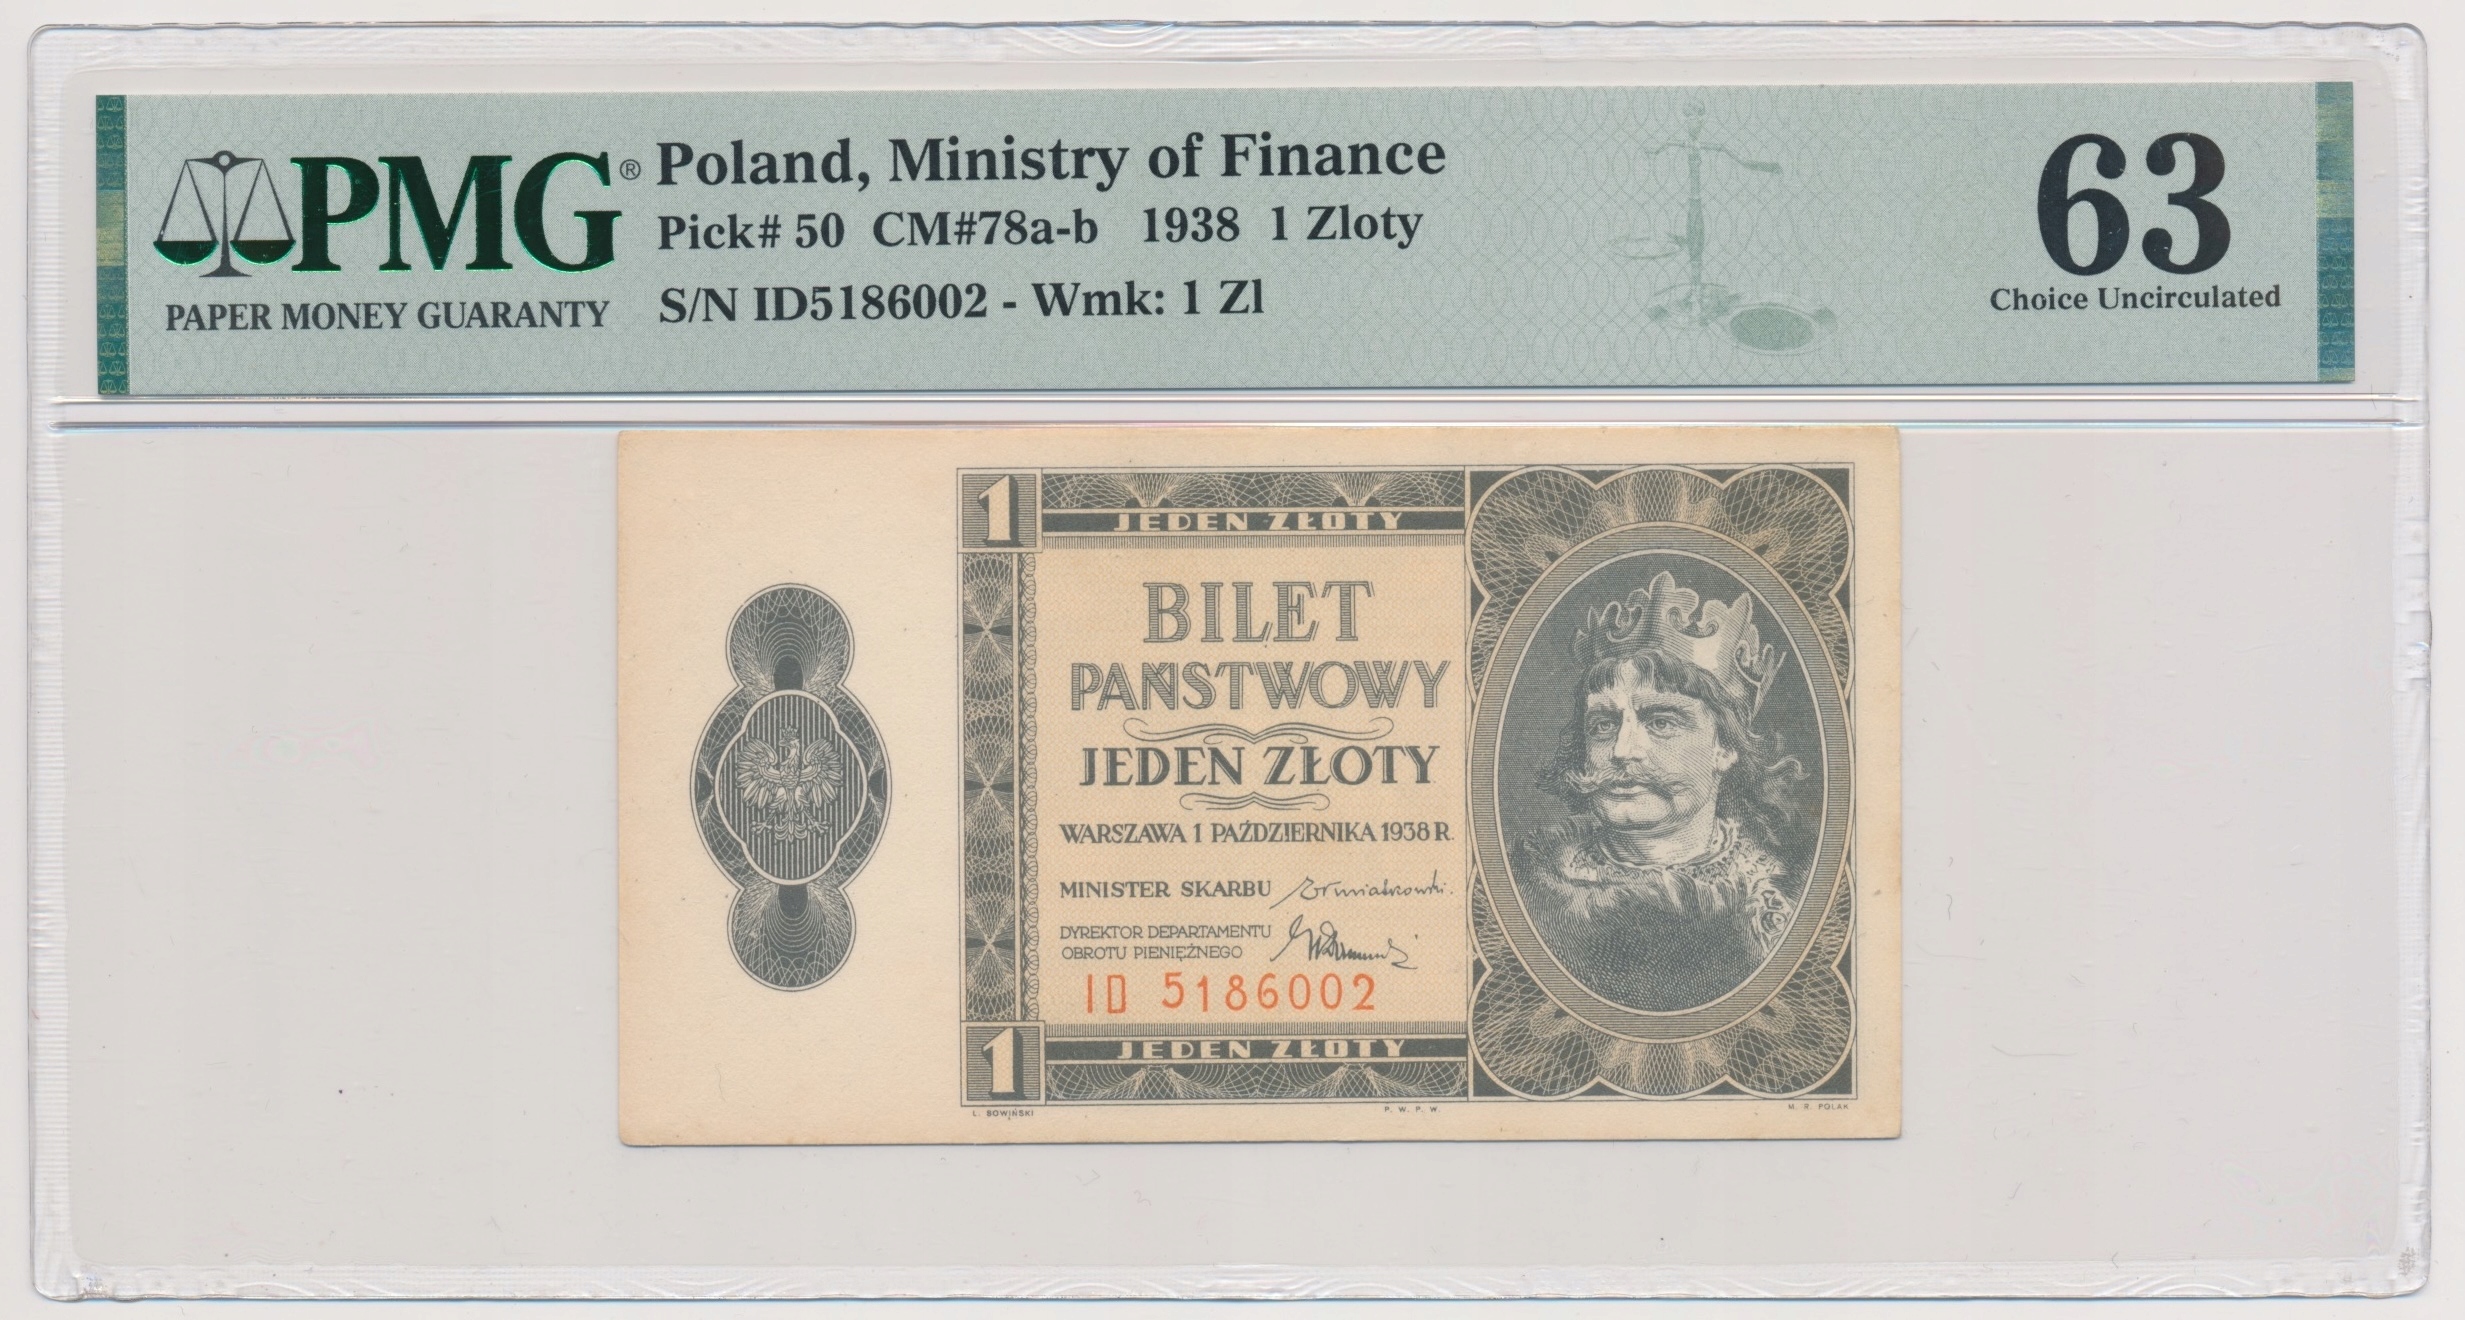 PMG®
PAPER MONEY GUARANTY
Poland, Ministry of Finance
Pick# 50 CM#78a-b 1938 1 Zloty
S/N ID5186002 - Wmk: 1 Zl
63
Choice Uncirculated
1
JEDEN ZŁOTY
BILET
PAŃSTWOWY
JEDEN ZŁOTY
WARSZAWA 1 PAŹDZIERNIKA 1938 R.
MINISTER SKARBU
DYREKTOR DEPARTAMENTU
OBROTU PIENIĘŻNEGO
ID 5186002
1
JEDEN ZŁOTY
L. SOWIŃSKI
P. W. P. W.
M. R. POLAK